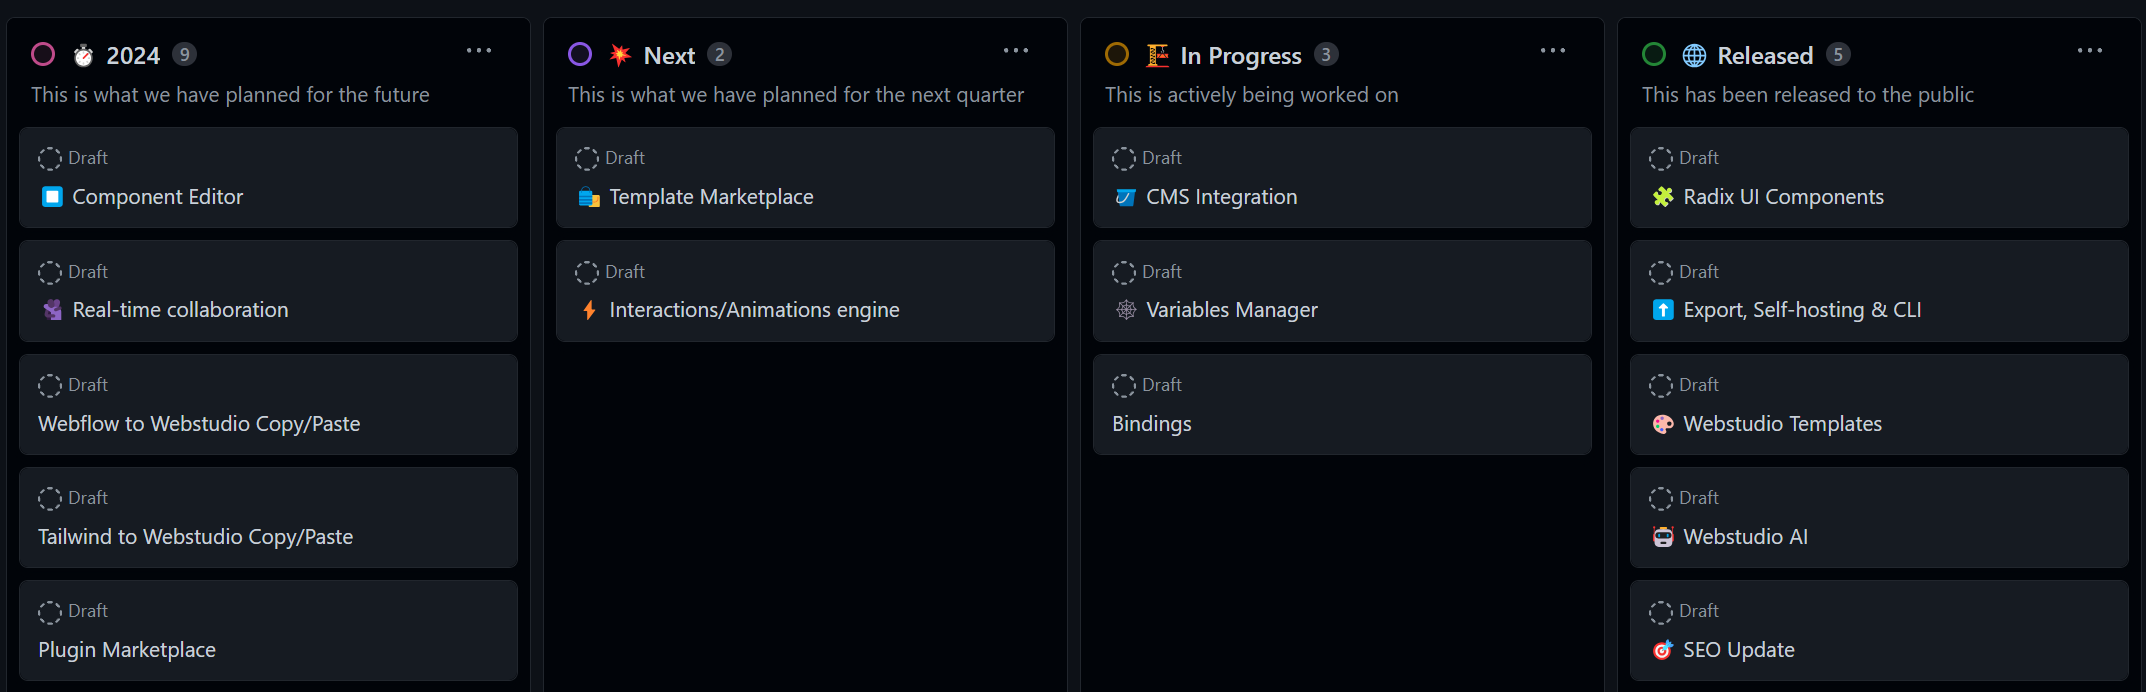 2024 9
This is what we have planned for the future
Draft
Component Editor
Draft
Real-time collaboration
Draft
Webflow to Webstudio Copy/Paste
Draft
Tailwind to Webstudio Copy/Paste
Draft
Plugin Marketplace
Next 2
This is what we have planned for the next quarter
Draft
Template Marketplace
Draft
Interactions/Animations engine
In Progress 3
This is actively being worked on
Draft
CMS Integration
Draft
Variables Manager
Draft
Bindings
Released 5
This has been released to the public
Draft
Radix UI Components
Draft
Export, Self-hosting & CLI
Draft
Webstudio Templates
Draft
Webstudio AI
Draft
SEO Update